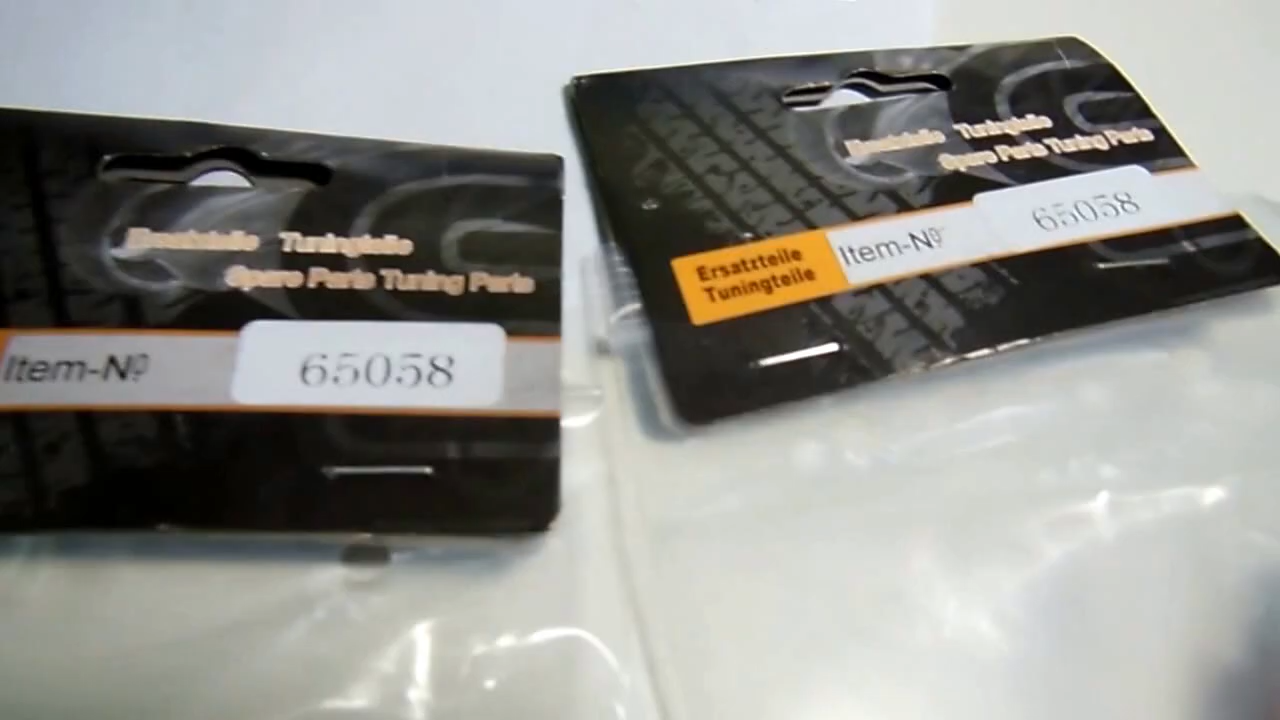 Ersatzteile Tuningteile
Spare Parts Tuning Parts
Item-Nº 65058
Ersatzteile Tuningteile
Spare Parts Tuning Parts
Ersatzteile
Tuningteile
Item-Nº 65058